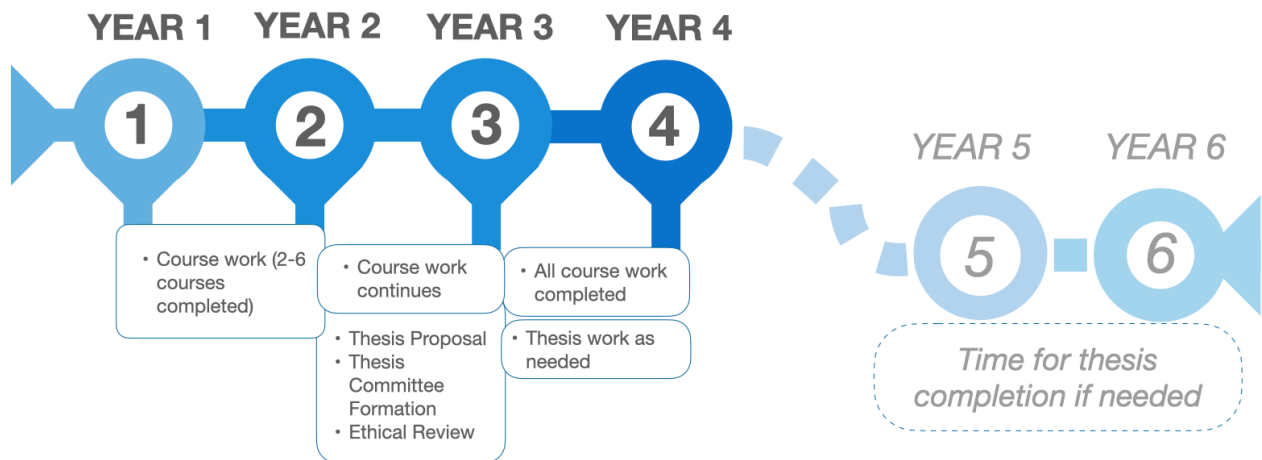 YEAR 1
YEAR 2
YEAR 3
YEAR 4
1
2
3
4
YEAR 5
YEAR 6
5
6
• Course work (2-6
courses
completed)
• Course work
continues
• Thesis Proposal
• Thesis
Committee
Formation
• Ethical Review
• All course work
completed
• Thesis work as
needed
Time for thesis
completion if needed